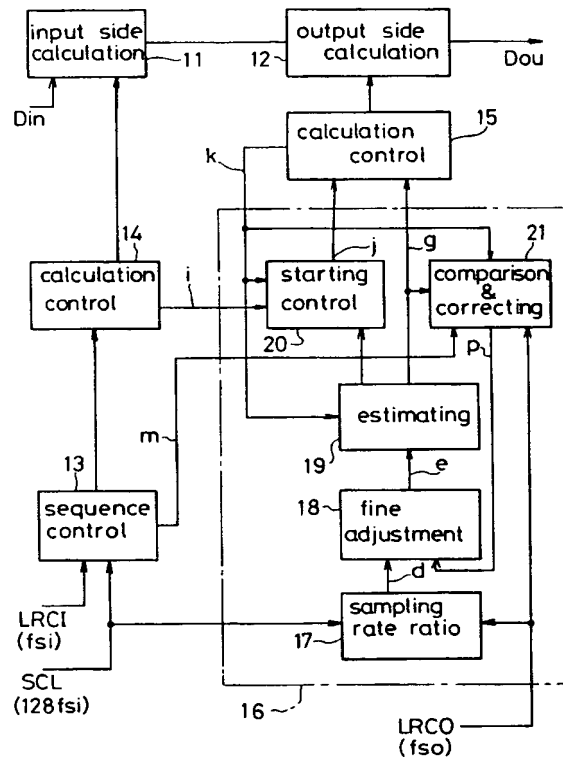 input side
calculation
11
output side
calculation
12
Dou
Din
calculation
control
15
k
14
calculation
control
i
j
g
21
starting
control
20
comparison
&
correcting
p
m
estimating
19
e
13
sequence
control
18
fine
adjustment
d
sampling
rate ratio
17
LRCI
(fsi)
SCL
(128fsi)
16
LRCO
(fso)